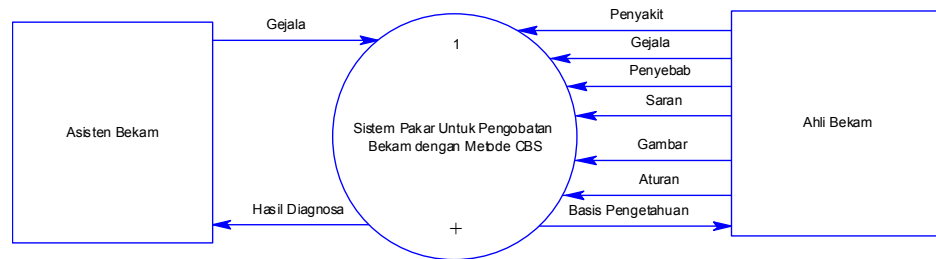 Gejala
Asisten Bekam
Hasil Diagnosa
1
Sistem Pakar Untuk Pengobatan
Bekam dengan Metode CBS
+
Penyakit
Gejala
Penyebab
Saran
Gambar
Aturan
Basis Pengetahuan
Ahli Bekam